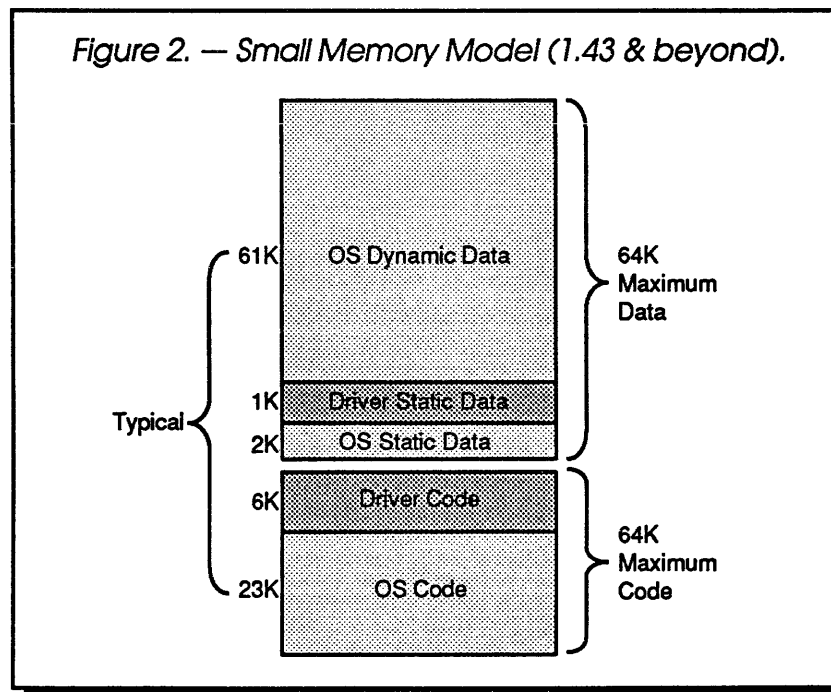 Figure 2. — Small Memory Model (1.43 & beyond).
61K
OS Dynamic Data
64K
Maximum
Data
1K
Driver Static Data
Typical
2K
OS Static Data
6K
Driver Code
64K
Maximum
Code
23K
OS Code